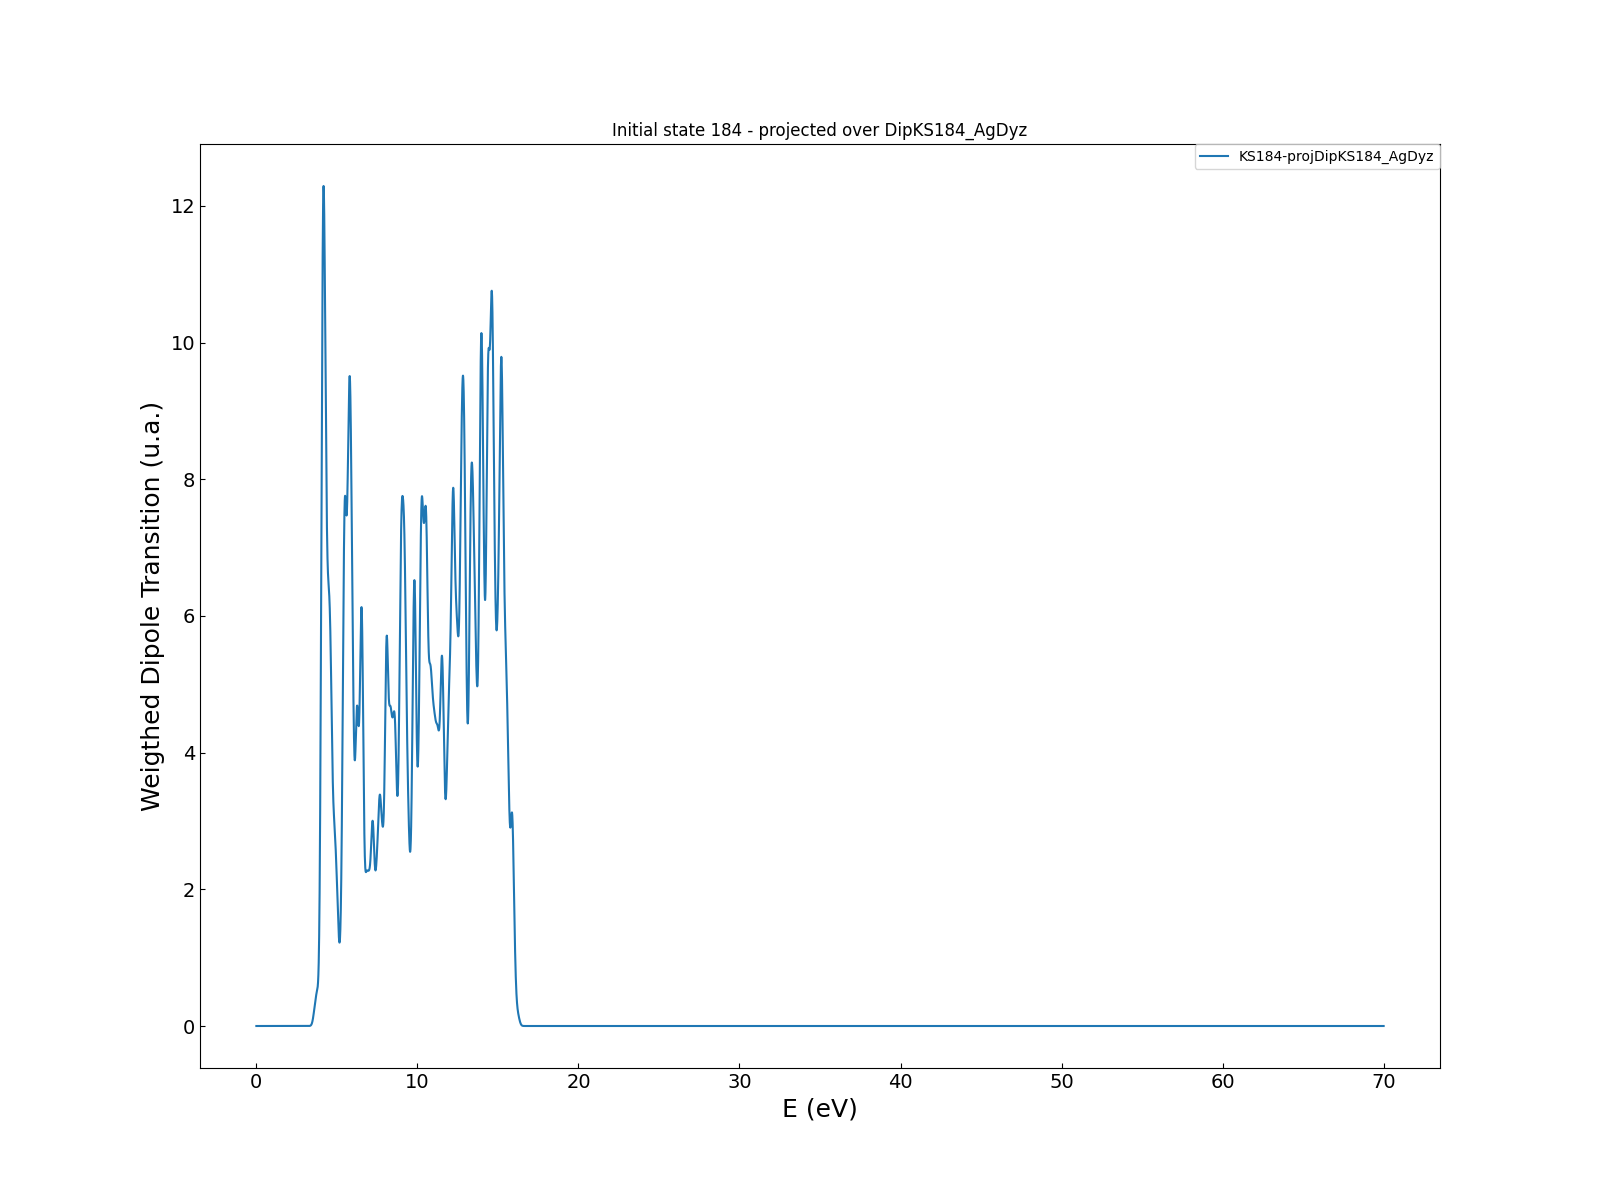 Initial state 184 - projected over DipKS184_AgDyz
KS184-projDipKS184_AgDyz
Weigthed Dipole Transition (u.a.)
12
10
8
6
4
2
0
0 10 20 30 40 50 60 70
E (eV)